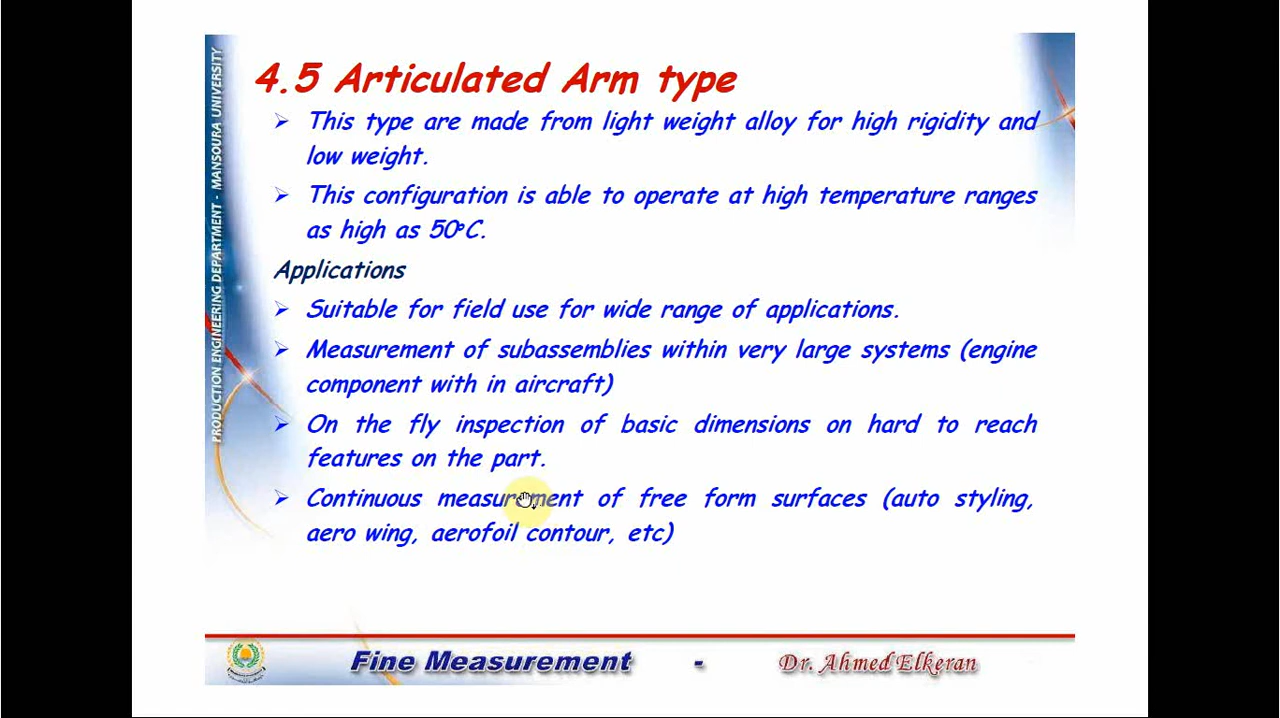 4.5 Articulated Arm type
➢ This type are made from light weight alloy for high rigidity and
low weight.
➢ This configuration is able to operate at high temperature ranges
as high as 50°C.
Applications
➢ Suitable for field use for wide range of applications.
➢ Measurement of subassemblies within very large systems (engine
component with in aircraft)
➢ On the fly inspection of basic dimensions on hard to reach
features on the part.
➢ Continuous measurement of free form surfaces (auto styling,
aero wing, aerofoil contour, etc)
PRODUCTION ENGINEERING DEPARTMENT - MANSOURA UNIVERSITY
Fine Measurement - Dr. Ahmed Elkeran